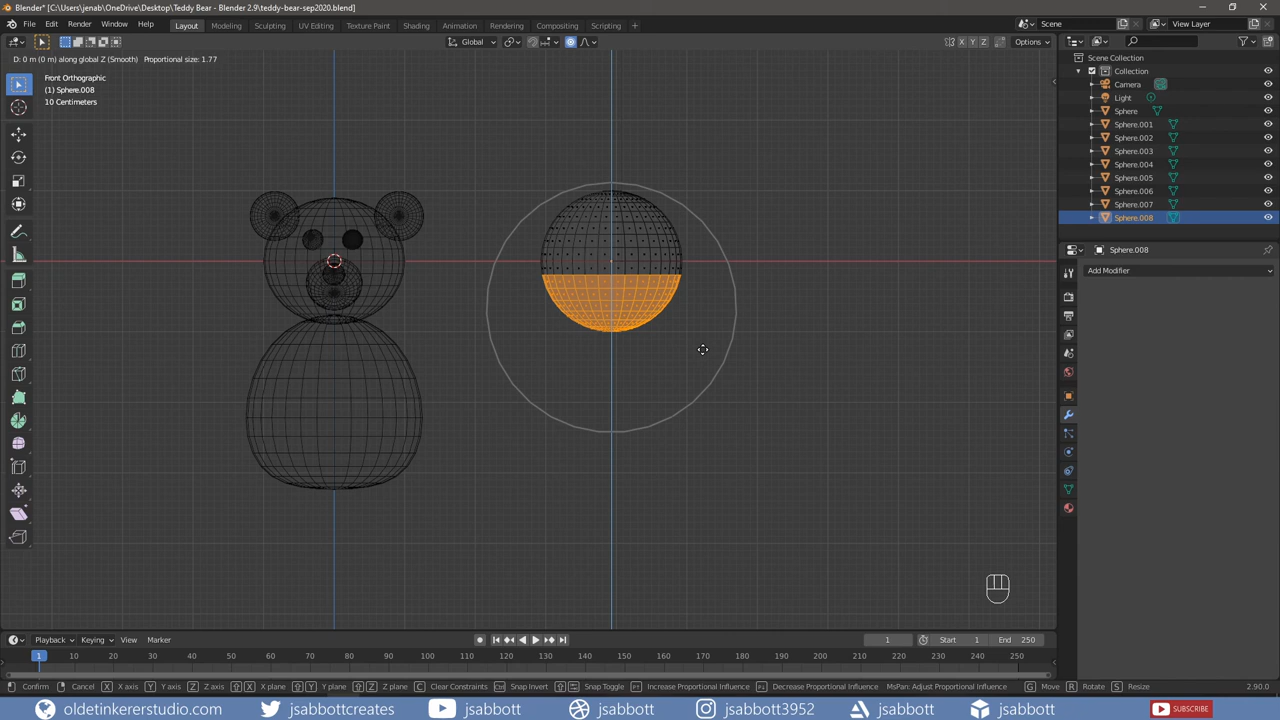 Blender* [C:\Users\jenab\OneDrive\Desktop\Teddy Bear - Blender 2.9\teddy-bear-sep2020.blend]
File Edit Render Window Help Layout Modeling Sculpting UV Editing Texture Paint Shading Animation Rendering Compositing Scripting + Scene View Layer
Global X Y Z Options
D: 0 m (0 m) along global Z (Smooth) Proportional size: 1.77
Front Orthographic
(1) Sphere.008
10 Centimeters
Scene Collection
Collection
Camera
Light
Sphere
Sphere.001
Sphere.002
Sphere.003
Sphere.004
Sphere.005
Sphere.006
Sphere.007
Sphere.008
Sphere.008
Add Modifier
Playback Keying View Marker 1 Start 1 End 250
1 10 20 30 40 50 60 70 80 90 100 110 120 130 140 150 160 170 180 190 200 210 220 230 240 250
Confirm Cancel X X axis Y Y axis Z Z axis X X plane Y Y plane Z Z plane C Clear Constraints Snap Invert Snap Toggle Increase Proportional Influence Decrease Proportional Influence MsPan: Adjust Proportional Influence G Move R Rotate S Resize 2.90.0
oldetinkererstudio.com jsabbottcreates jsabbott jsabbott jsabbott3952 jsabbott jsabbott SUBSCRIBE